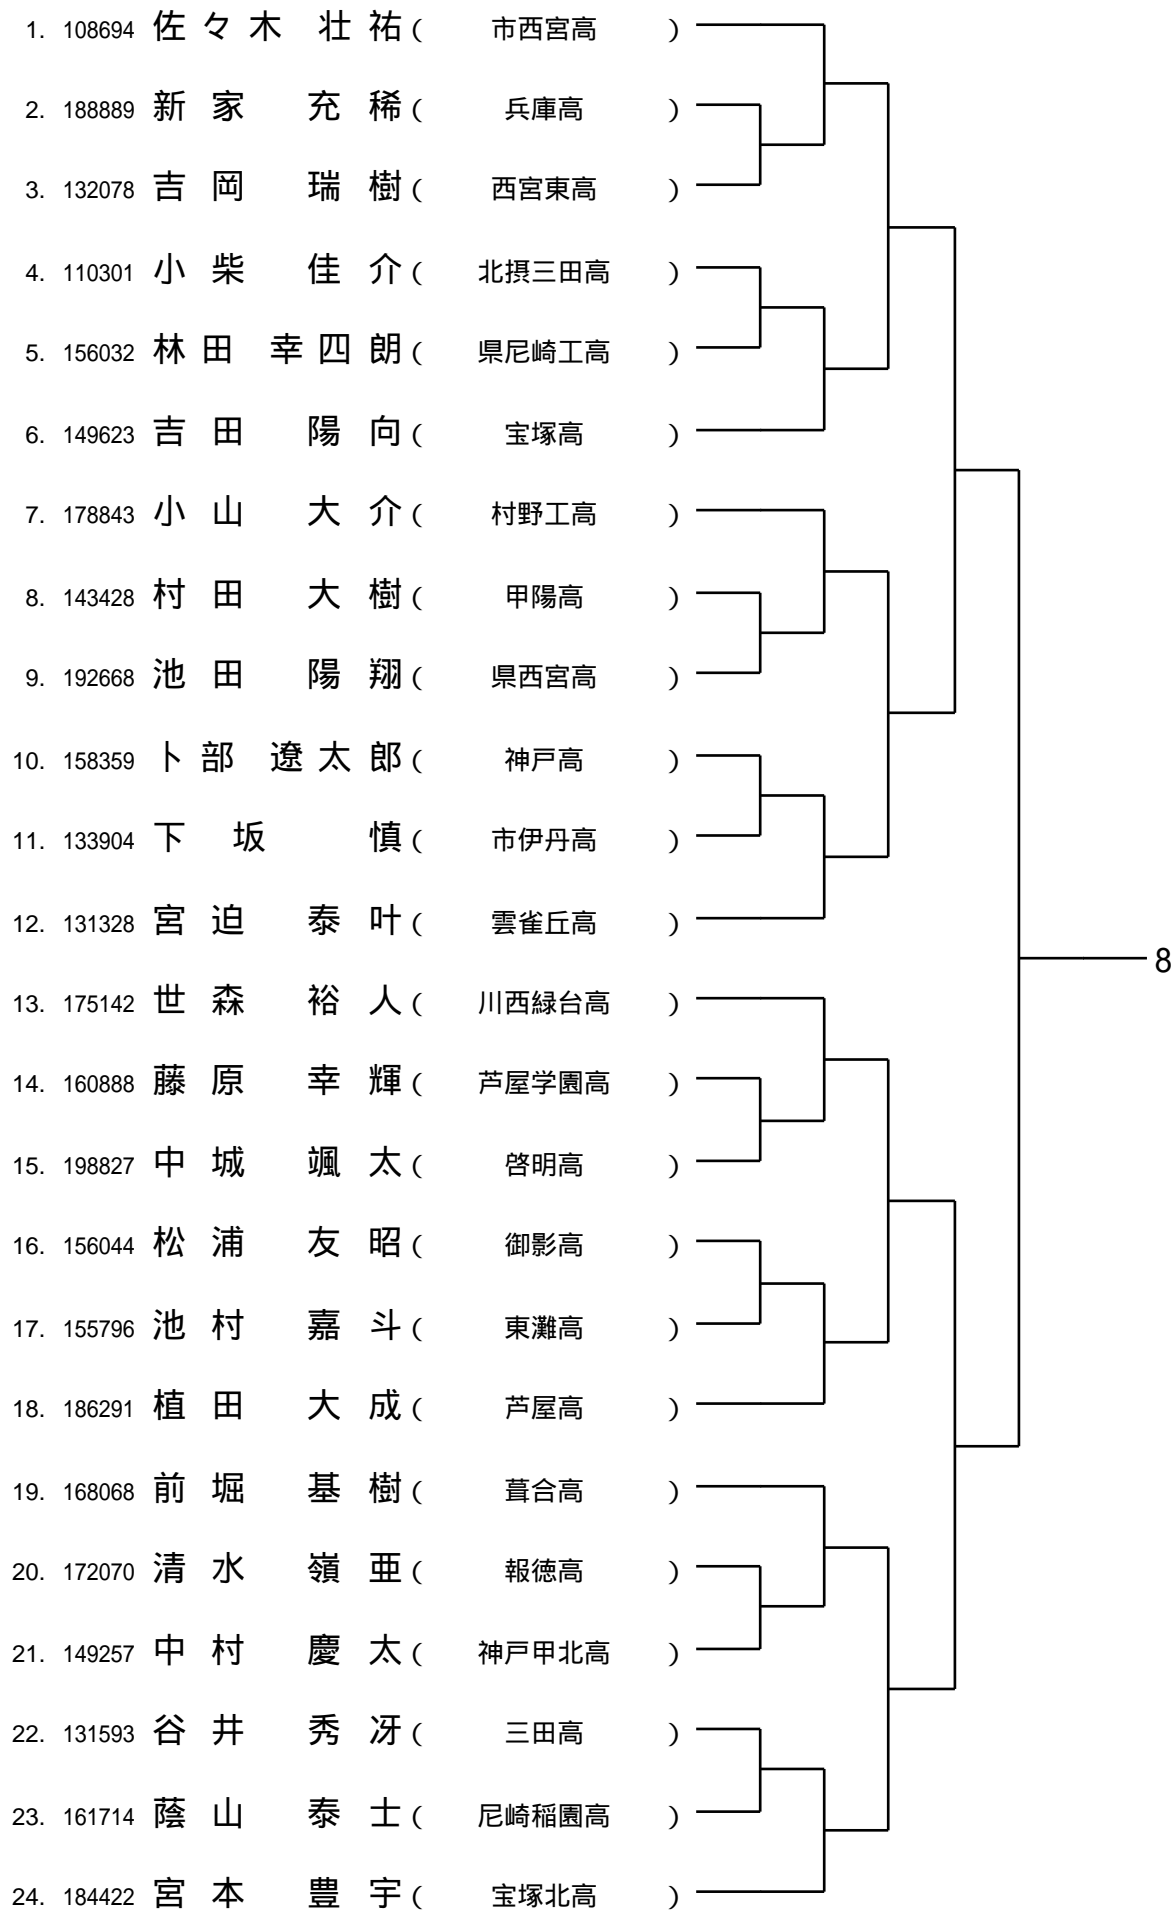 1. 108694 佐々木 壮祐 ( 市西宮高 )
2. 188889 新家 充稀 ( 兵庫高 )
3. 132078 吉岡 瑞樹 ( 西宮東高 )
4. 110301 小柴 佳介 ( 北摂三田高 )
5. 156032 林田 幸四朗 ( 県尼崎工高 )
6. 149623 吉田 陽向 ( 宝塚高 )
7. 178843 小山 大介 ( 村野工高 )
8. 143428 村田 大樹 ( 甲陽高 )
9. 192668 池田 陽翔 ( 県西宮高 )
10. 158359 卜部 遼太郎 ( 神戸高 )
11. 133904 下坂 慎 ( 市伊丹高 )
12. 131328 宮迫 泰叶 ( 雲雀丘高 )
8
13. 175142 世森 裕人 ( 川西緑台高 )
14. 160888 藤原 幸輝 ( 芦屋学園高 )
15. 198827 中城 颯太 ( 啓明高 )
16. 156044 松浦 友昭 ( 御影高 )
17. 155796 池村 嘉斗 ( 東灘高 )
18. 186291 植田 大成 ( 芦屋高 )
19. 168068 前堀 基樹 ( 葺合高 )
20. 172070 清水 嶺亜 ( 報徳高 )
21. 149257 中村 慶太 ( 神戸甲北高 )
22. 131593 谷井 秀冴 ( 三田高 )
23. 161714 蔭山 泰士 ( 尼崎稲園高 )
24. 184422 宮本 豊宇 ( 宝塚北高 )